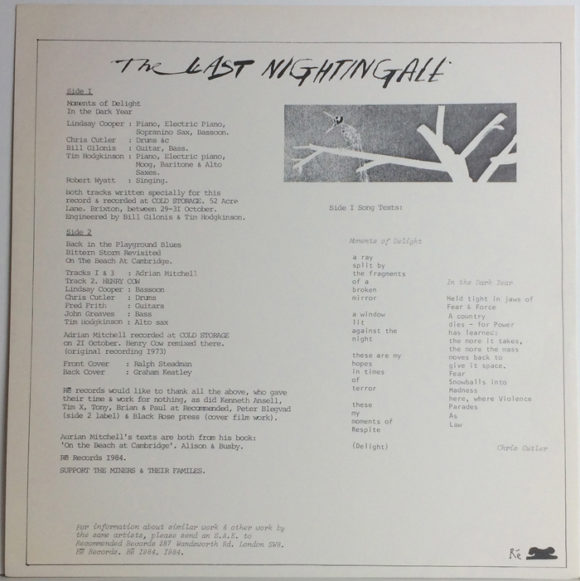 The LAST NIGHTINGALE
Side I
Moments of Delight
In the Dark Year
Lindsay Cooper : Piano, Electric Piano,
Sopranino Sax, Bassoon.
Chris Cutler : Drums &c
Bill Gilonis : Guitar, Bass.
Tim Hodgkinson : Piano, Electric piano,
Moog, Baritone & Alto
Saxes.
Robert Wyatt : Singing.
Both tracks written specially for this
record & recorded at COLD STORAGE. 52 Acre
Lane. Brixton, between 29-31 October.
Engineered by Bill Gilonis & Tim Hodgkinson.
Side 2
Back in the Playground Blues
Bittern Storm Revisited
On The Beach At Cambridge.
Tracks I & 3 : Adrian Mitchell
Track 2. HENRY COW
Lindsay Cooper : Bassoon
Chris Cutler : Drums
Fred Frith : Guitars
John Greaves : Bass
Tim Hodgkinson : Alto sax
Adrian Mitchell recorded at COLD STORAGE
on 21 October. Henry Cow remixed there.
(original recording 1973)
Front Cover : Ralph Steadman
Back Cover : Graham Keatley
Rē records would like to thank all the above, who gave
their time & work for nothing, as did Kenneth Ansell,
Tim X, Tony, Brian & Paul at Recommended, Peter Blegvad
(side 2 label) & Black Rose press (cover film work).
Adrian Mitchell's texts are both from his book:
'On the Beach at Cambridge'. Alison & Busby.
Rē Records 1984.
SUPPORT THE MINERS & THEIR FAMILES.
For information about similar work & other work by
the same artists, please send an S.A.E. to
Recommended Records 387 Wandsworth Rd. London SW8.
Rē Records. Rē 1984. 1984.
Side I Song Texts:
Moments of Delight
a ray
split by
the fragments
of a
broken
mirror
a window
lit
against the
night
these are my
hopes
In times
of
terror
these
my
moments of
Respite
(Delight)
In the Dark Year
Held tight in jaws of
Fear & Force
A country
dies - for Power
has learned:
the more it takes,
the more the mass
moves back to
give it space.
Fear
Snowballs into
Madness
here, where Violence
Parades
As
Law
Chris Cutler
Rē